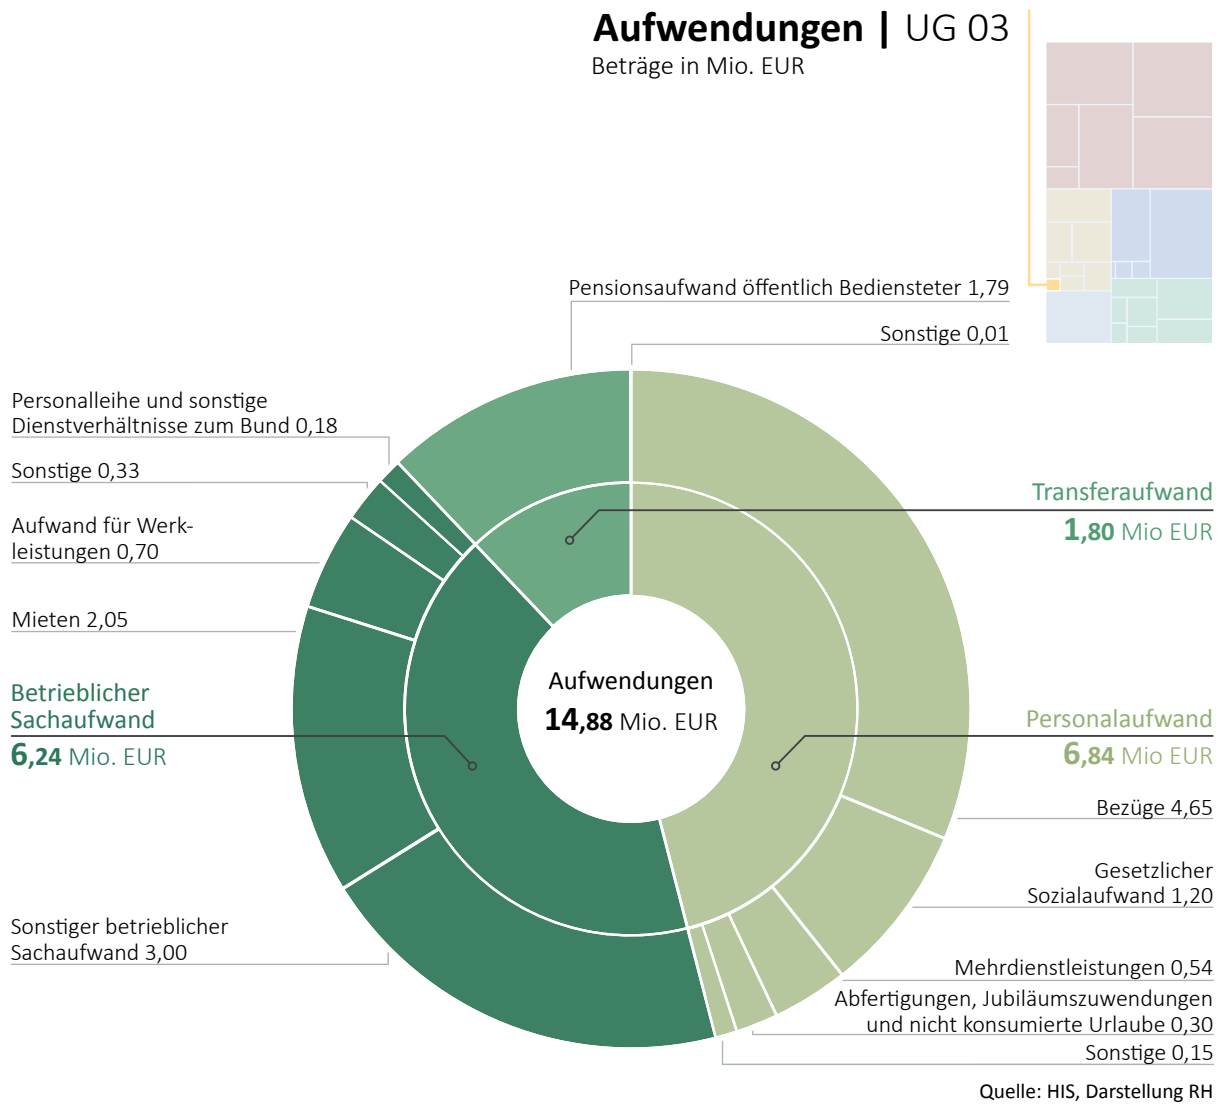 Aufwendungen | UG 03
Beträge in Mio. EUR
Pensionsaufwand öffentlich Bediensteter 1,79
Sonstige 0,01
Personalleihe und sonstige
Dienstverhältnisse zum Bund 0,18
Sonstige 0,33
Aufwand für Werk-
leistungen 0,70
Mieten 2,05
Betrieblicher
Sachaufwand
6,24 Mio. EUR
Sonstiger betrieblicher
Sachaufwand 3,00
Aufwendungen
14,88 Mio. EUR
Transferaufwand
1,80 Mio EUR
Personalaufwand
6,84 Mio EUR
Bezüge 4,65
Gesetzlicher
Sozialaufwand 1,20
Mehrdienstleistungen 0,54
Abfertigungen, Jubiläumszuwendungen
und nicht konsumierte Urlaube 0,30
Sonstige 0,15
Quelle: HIS, Darstellung RH